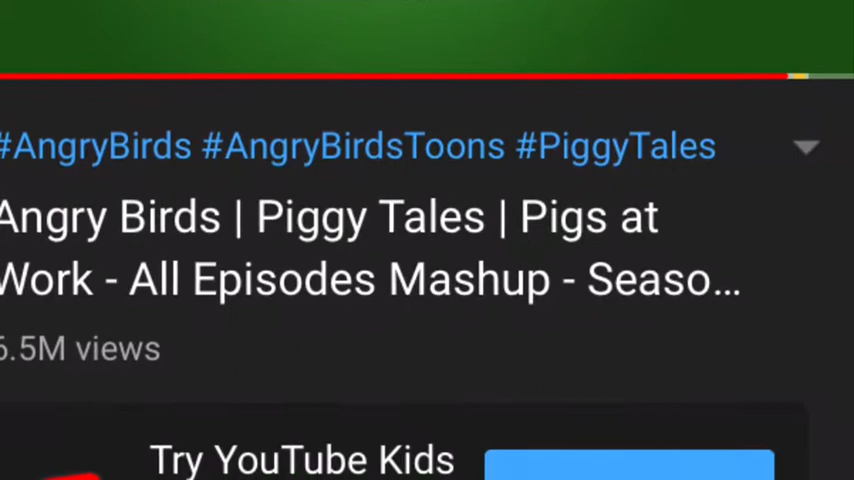 #AngryBirds #AngryBirdsToons #PiggyTales
Angry Birds | Piggy Tales | Pigs at
Work - All Episodes Mashup - Seaso...
6.5M views
Try YouTube Kids